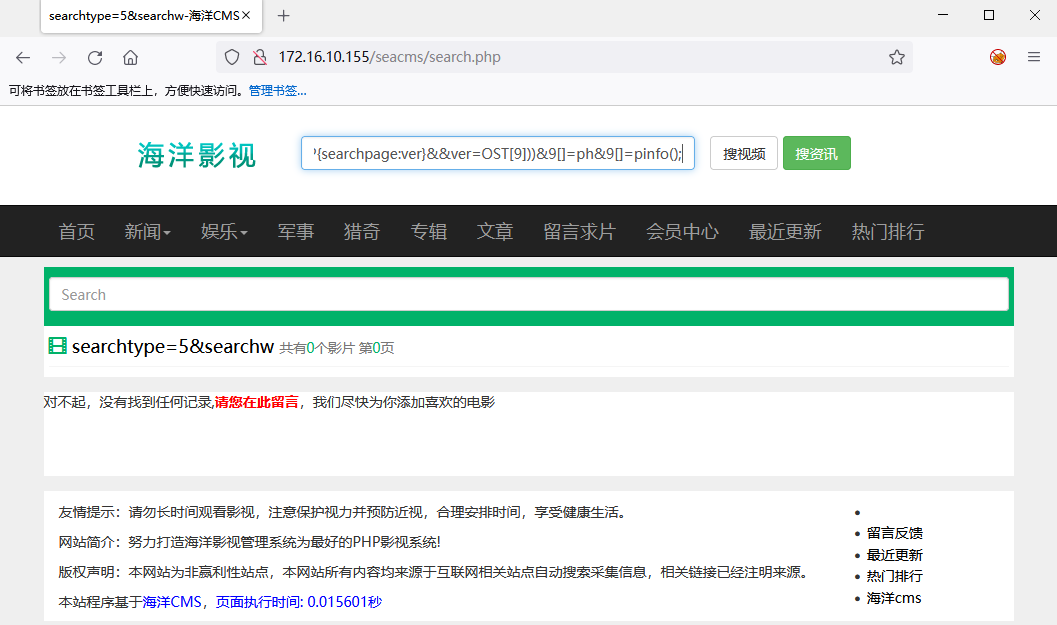 searchtype=5&searchw-海洋CMS
172.16.10.155/seacms/search.php
可将书签放在书签工具栏上，方便快速访问。管理书签...
海洋影视
{searchpage:ver}&&ver=OST[9]))&9[]=ph&9[]=pinfo();
搜视频
搜资讯
首页 新闻 娱乐 军事 猎奇 专辑 文章 留言求片 会员中心 最近更新 热门排行
Search
searchtype=5&searchw 共有0个影片 第0页
对不起，没有找到任何记录,请您在此留言，我们尽快为你添加喜欢的电影
友情提示：请勿长时间观看影视，注意保护视力并预防近视，合理安排时间，享受健康生活。
网站简介：努力打造海洋影视管理系统为最好的PHP影视系统!
版权声明：本网站为非赢利性站点，本网站所有内容均来源于互联网相关站点自动搜索采集信息，相关链接已经注明来源。
本站程序基于海洋CMS，页面执行时间: 0.015601秒
留言反馈
最近更新
热门排行
海洋cms